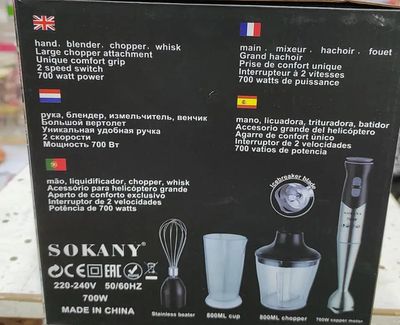 hand, blender, chopper, whisk
Large chopper attachment
Unique comfort grip
2 speed switch
700 watt power
main, mixeur, hachoir, fouet
Grand hachoir
Prise de confort unique
Interrupteur à 2 vitesses
700 watts de puissance
рука, блендер, измельчитель, венчик
Большой вертолет
Уникальная удобная ручка
2 скорости
Мощность 700 Вт
mano, licuadora, trituradora, batidor
Accesorio grande del helicóptero
Agarre de confort único
Interruptor de 2 velocidades
700 vatios de potencia
mão, liquidificador, chopper, whisk
Acessório para helicóptero grande
Aperto de conforto exclusivo
Interruptor de 2 velocidades
Potência de 700 watts
Icebreaker blade
SOKANY
CE EAC
220-240V 50/60HZ
700W
MADE IN CHINA
Stainless beater
800ML cup
800ML chopper
700W copper motor